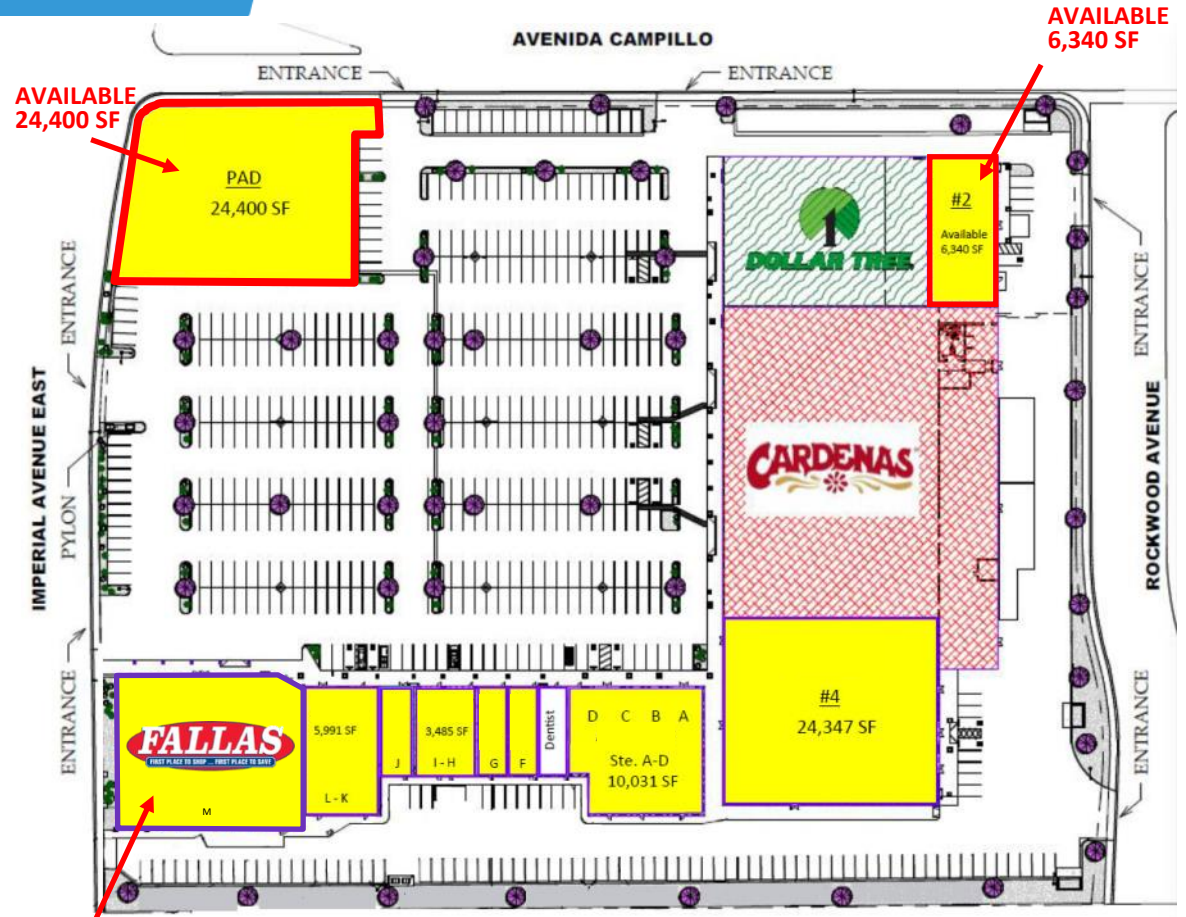 AVAILABLE
6,340 SF
AVENIDA CAMPILLO
ENTRANCE
ENTRANCE
AVAILABLE
24,400 SF
PAD
24,400 SF
#2
Available
6,340 SF
1
DOLLAR TREE
ENTRANCE
ENTRANCE
IMPERIAL AVENUE EAST
PYLON
CARDENAS
ROCKWOOD AVENUE
ENTRANCE
ENTRANCE
#4
24,347 SF
FALLAS
FIRST PLACE TO SHOP ... FIRST PLACE TO SAVE
M
5,991 SF
L - K
J
3,485 SF
I - H
G
F
Dentist
D C B A
Ste. A-D
10,031 SF